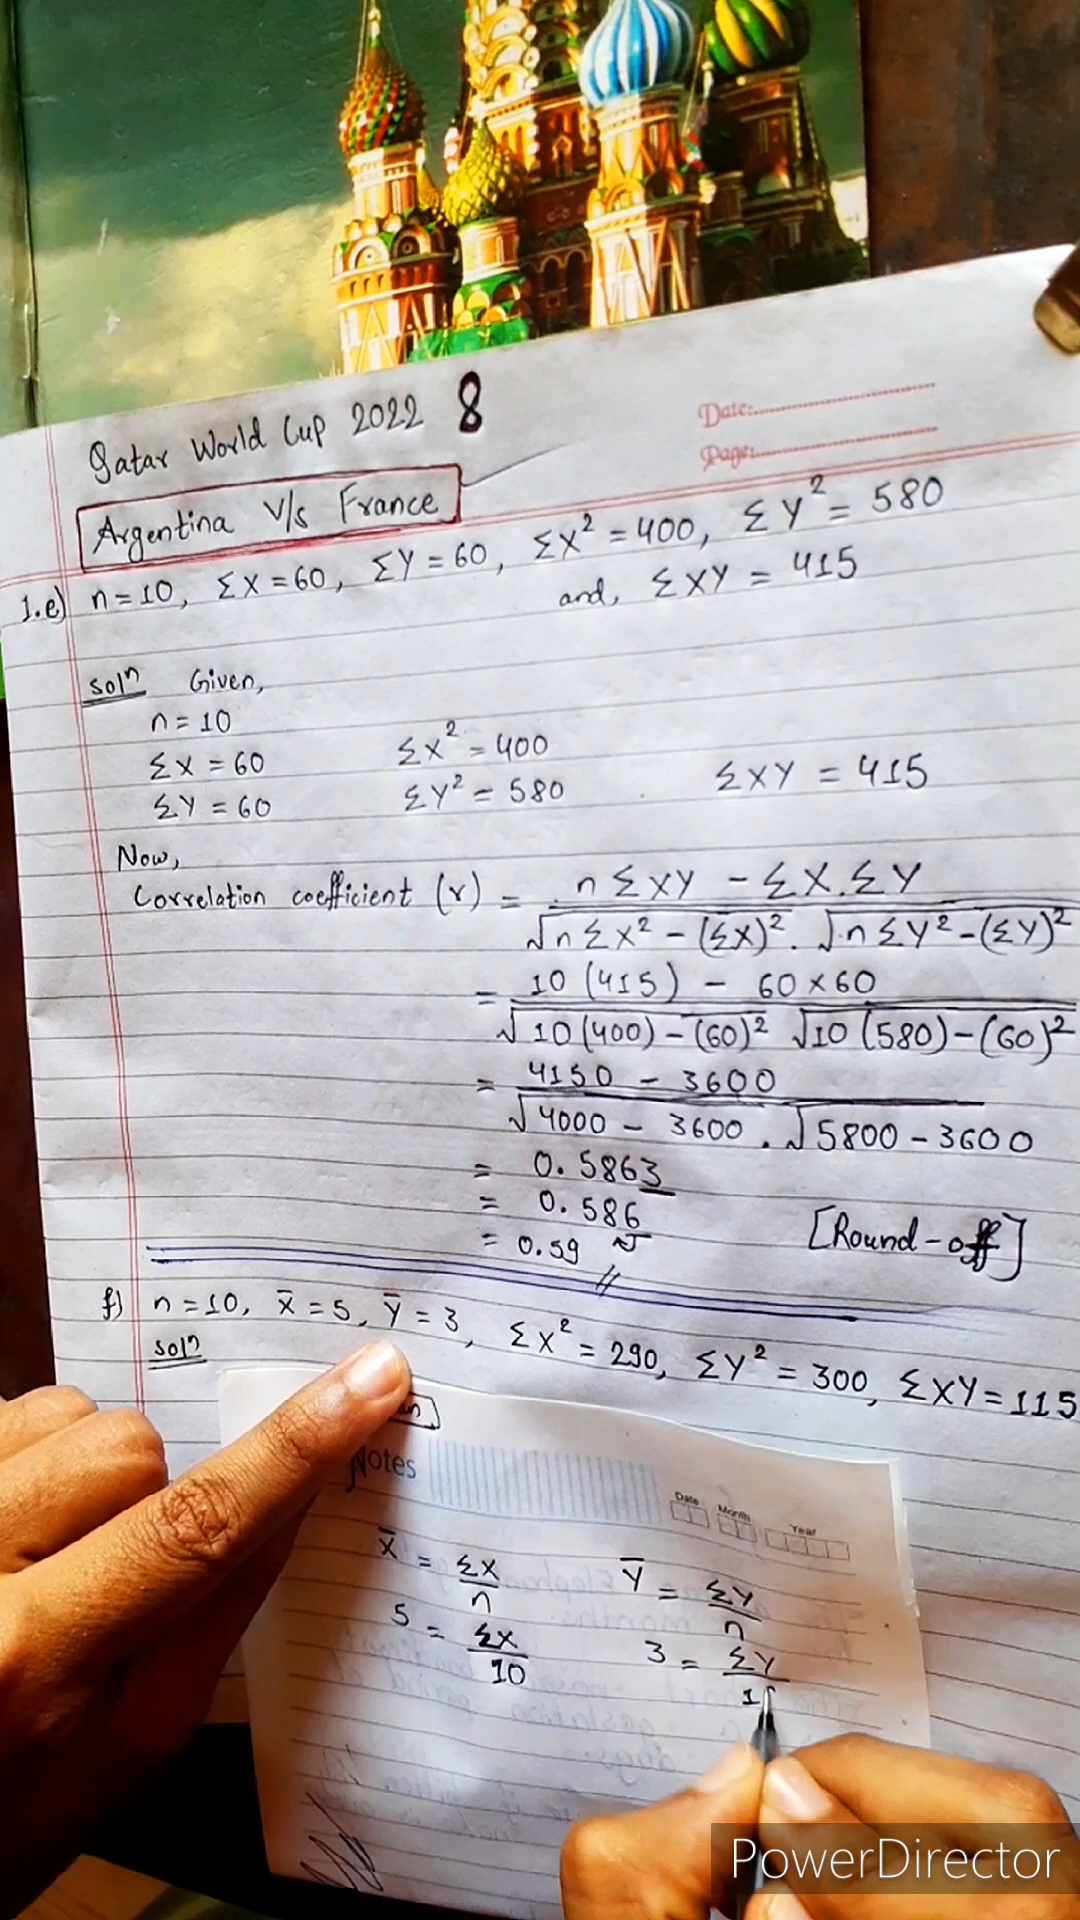 Qatar World Cup 2022 8
Date:
Page:
Argentina V/s France
1.e) n=10, ΣX=60, ΣY=60, ΣX²=400, ΣY²=580
and, ΣXY = 415
Solⁿ Given,
n=10
ΣX = 60 ΣX² = 400 ΣXY = 415
ΣY = 60 ΣY² = 580
Now,
Correlation coefficient (r) = nΣXY - ΣX.ΣY
√nΣX² - (ΣX)² . √nΣY² - (ΣY)²
= 10 (415) - 60×60
√10(400) - (60)² √10(580) - (60)²
= 4150 - 3600
√4000 - 3600 . √5800 - 3600
= 0.5863
= 0.586 [Round-off]
= 0.59
f) n=10, X̄=5, Ȳ=3, ΣX²=290, ΣY²=300, ΣXY=115
Solⁿ
Notes
Date Month Year
X̄ = ΣX/n Ȳ = ΣY/n
5 = ΣX/10 3 = ΣY/1
PowerDirector